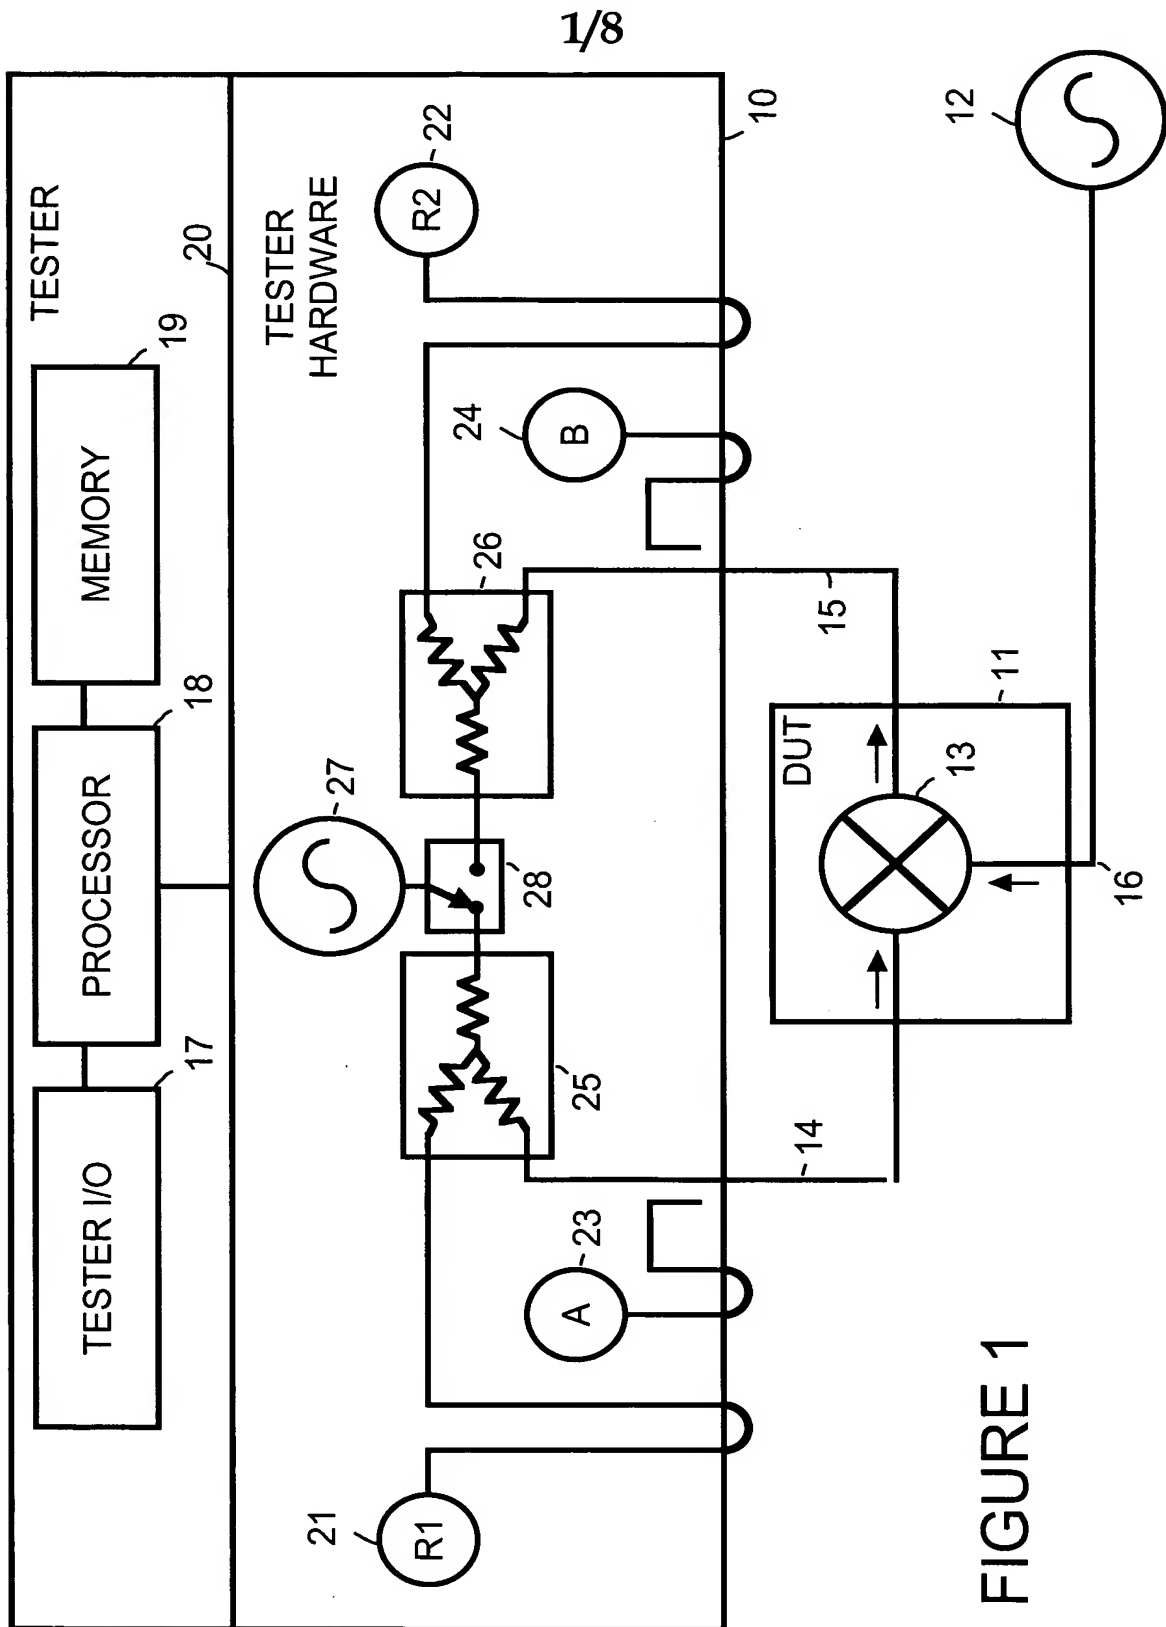 1/8
TESTER
TESTER I/O
17
PROCESSOR
18
MEMORY
19
20
TESTER
HARDWARE
21
R1
22
R2
23
A
24
B
25
26
27
28
10
14
15
DUT
11
13
16
12
FIGURE 1